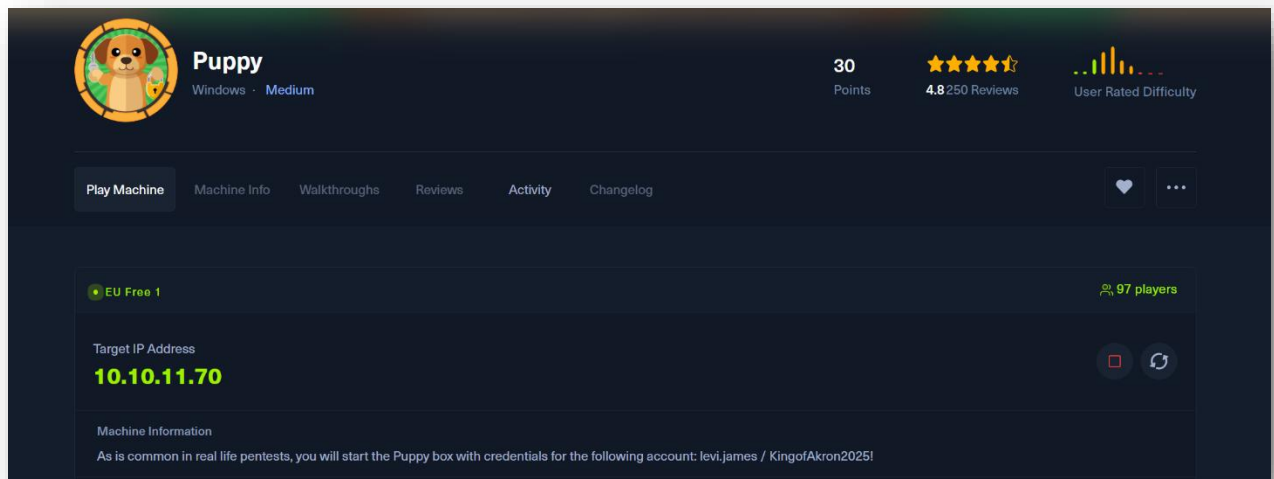 Puppy
Windows · Medium
30
Points
4.8 250 Reviews
User Rated Difficulty
Play Machine
Machine Info
Walkthroughs
Reviews
Activity
Changelog
EU Free 1
97 players
Target IP Address
10.10.11.70
Machine Information
As is common in real life pentests, you will start the Puppy box with credentials for the following account: levi.james / KingofAkron2025!